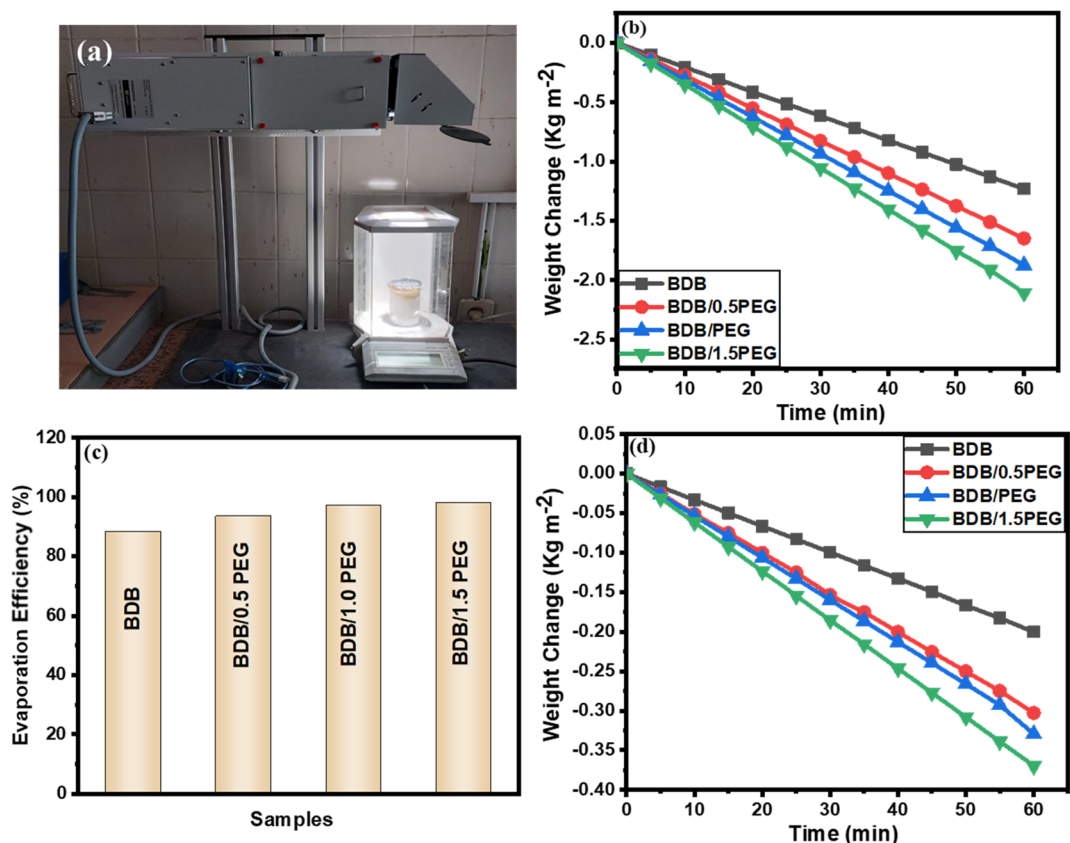 (a)
(b)
0.0
-0.5
-1.0
-1.5
-2.0
-2.5
Weight Change (Kg m-2)
BDB
BDB/0.5PEG
BDB/PEG
BDB/1.5PEG
0 10 20 30 40 50 60
Time (min)
(c)
120
100
80
60
40
20
0
Evaporation Efficiency (%)
BDB
BDB/0.5 PEG
BDB/1.0 PEG
BDB/1.5 PEG
Samples
(d)
0.05
0.00
-0.05
-0.10
-0.15
-0.20
-0.25
-0.30
-0.35
-0.40
Weight Change (Kg m-2)
BDB
BDB/0.5PEG
BDB/PEG
BDB/1.5PEG
0 10 20 30 40 50 60
Time (min)